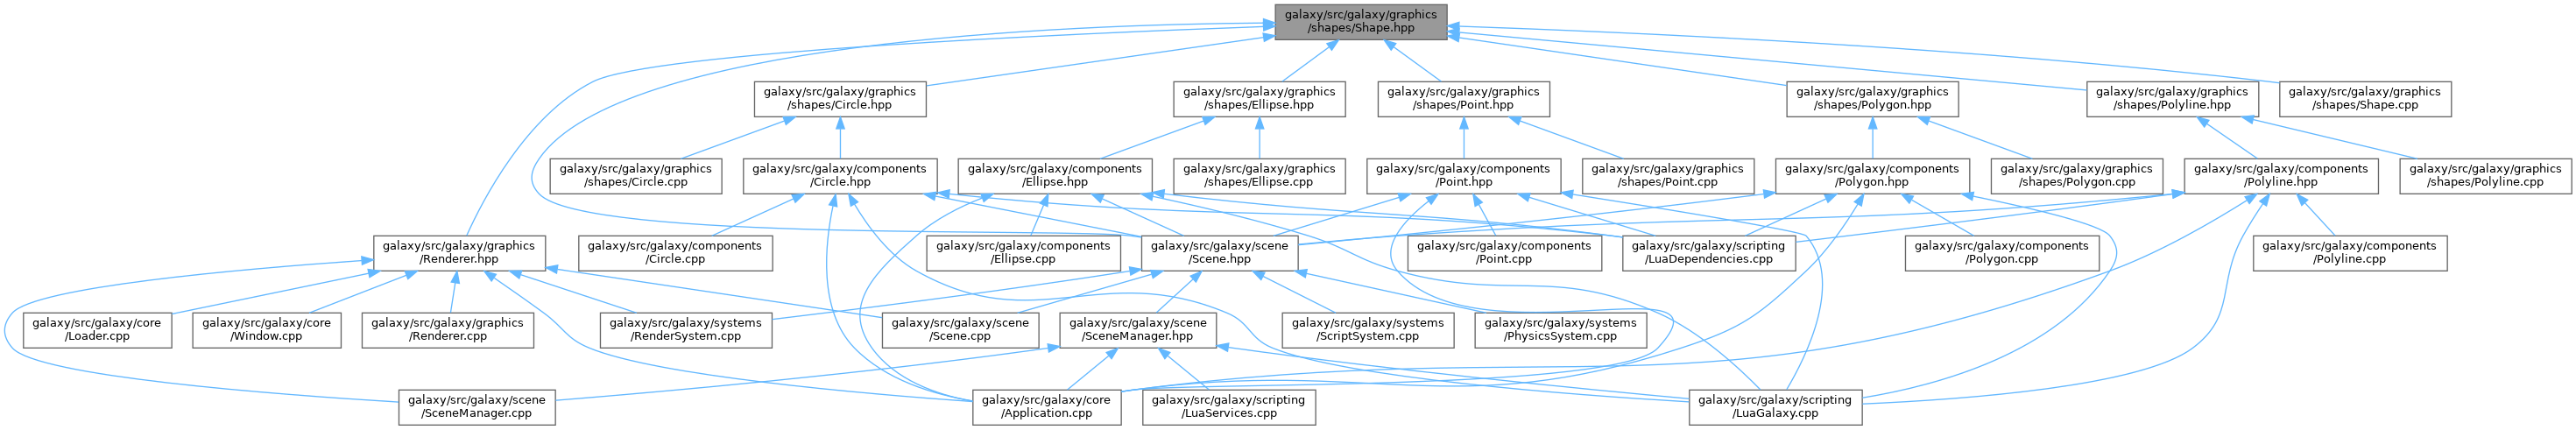 galaxy/src/galaxy/graphics
/shapes/Shape.hpp
galaxy/src/galaxy/graphics
/shapes/Circle.hpp
galaxy/src/galaxy/graphics
/shapes/Ellipse.hpp
galaxy/src/galaxy/graphics
/shapes/Point.hpp
galaxy/src/galaxy/graphics
/shapes/Polygon.hpp
galaxy/src/galaxy/graphics
/shapes/Polyline.hpp
galaxy/src/galaxy/graphics
/shapes/Shape.cpp
galaxy/src/galaxy/graphics
/shapes/Circle.cpp
galaxy/src/galaxy/components
/Circle.hpp
galaxy/src/galaxy/components
/Ellipse.hpp
galaxy/src/galaxy/graphics
/shapes/Ellipse.cpp
galaxy/src/galaxy/components
/Point.hpp
galaxy/src/galaxy/graphics
/shapes/Point.cpp
galaxy/src/galaxy/components
/Polygon.hpp
galaxy/src/galaxy/graphics
/shapes/Polygon.cpp
galaxy/src/galaxy/components
/Polyline.hpp
galaxy/src/galaxy/graphics
/shapes/Polyline.cpp
galaxy/src/galaxy/graphics
/Renderer.hpp
galaxy/src/galaxy/components
/Circle.cpp
galaxy/src/galaxy/components
/Ellipse.cpp
galaxy/src/galaxy/scene
/Scene.hpp
galaxy/src/galaxy/components
/Point.cpp
galaxy/src/galaxy/scripting
/LuaDependencies.cpp
galaxy/src/galaxy/components
/Polygon.cpp
galaxy/src/galaxy/components
/Polyline.cpp
galaxy/src/galaxy/core
/Loader.cpp
galaxy/src/galaxy/core
/Window.cpp
galaxy/src/galaxy/graphics
/Renderer.cpp
galaxy/src/galaxy/systems
/RenderSystem.cpp
galaxy/src/galaxy/scene
/Scene.cpp
galaxy/src/galaxy/scene
/SceneManager.hpp
galaxy/src/galaxy/systems
/ScriptSystem.cpp
galaxy/src/galaxy/systems
/PhysicsSystem.cpp
galaxy/src/galaxy/scene
/SceneManager.cpp
galaxy/src/galaxy/core
/Application.cpp
galaxy/src/galaxy/scripting
/LuaServices.cpp
galaxy/src/galaxy/scripting
/LuaGalaxy.cpp